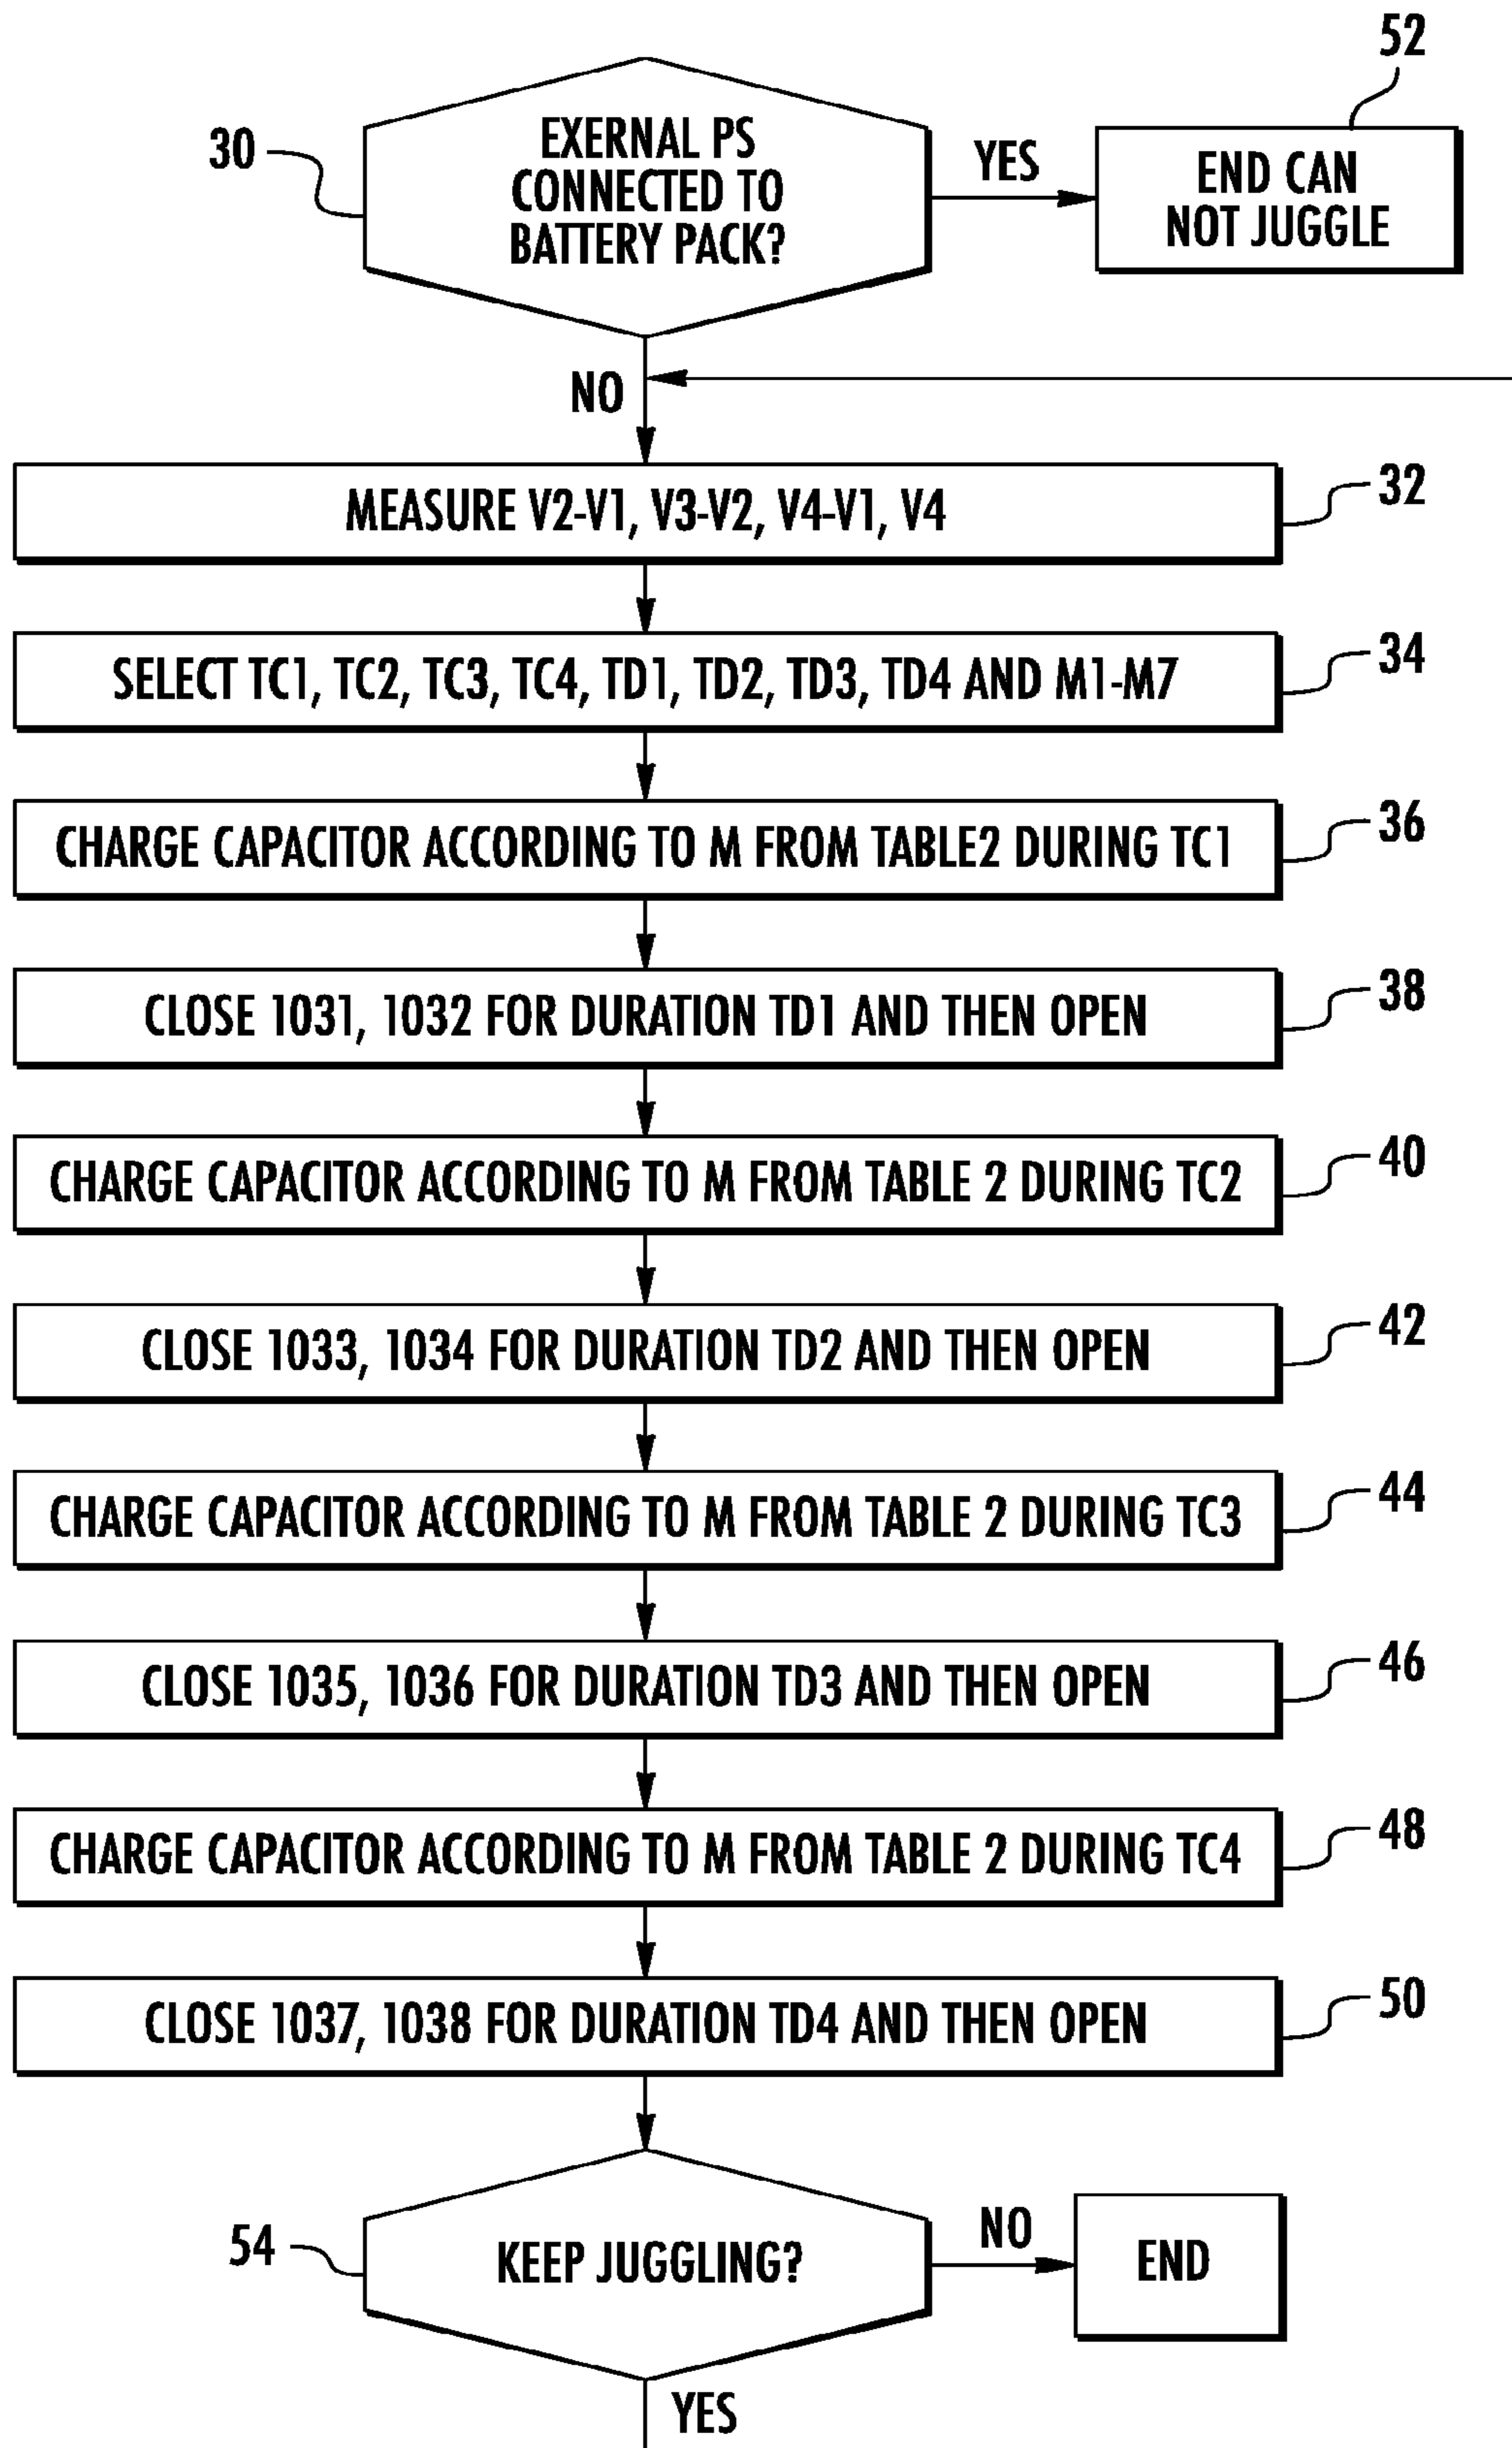 52
30
EXERNAL PS
CONNECTED TO
BATTERY PACK?
YES
END CAN
NOT JUGGLE
NO
MEASURE V2-V1, V3-V2, V4-V1, V4
32
SELECT TC1, TC2, TC3, TC4, TD1, TD2, TD3, TD4 AND M1-M7
34
CHARGE CAPACITOR ACCORDING TO M FROM TABLE2 DURING TC1
36
CLOSE 1031, 1032 FOR DURATION TD1 AND THEN OPEN
38
CHARGE CAPACITOR ACCORDING TO M FROM TABLE 2 DURING TC2
40
CLOSE 1033, 1034 FOR DURATION TD2 AND THEN OPEN
42
CHARGE CAPACITOR ACCORDING TO M FROM TABLE 2 DURING TC3
44
CLOSE 1035, 1036 FOR DURATION TD3 AND THEN OPEN
46
CHARGE CAPACITOR ACCORDING TO M FROM TABLE 2 DURING TC4
48
CLOSE 1037, 1038 FOR DURATION TD4 AND THEN OPEN
50
54
KEEP JUGGLING?
NO
END
YES